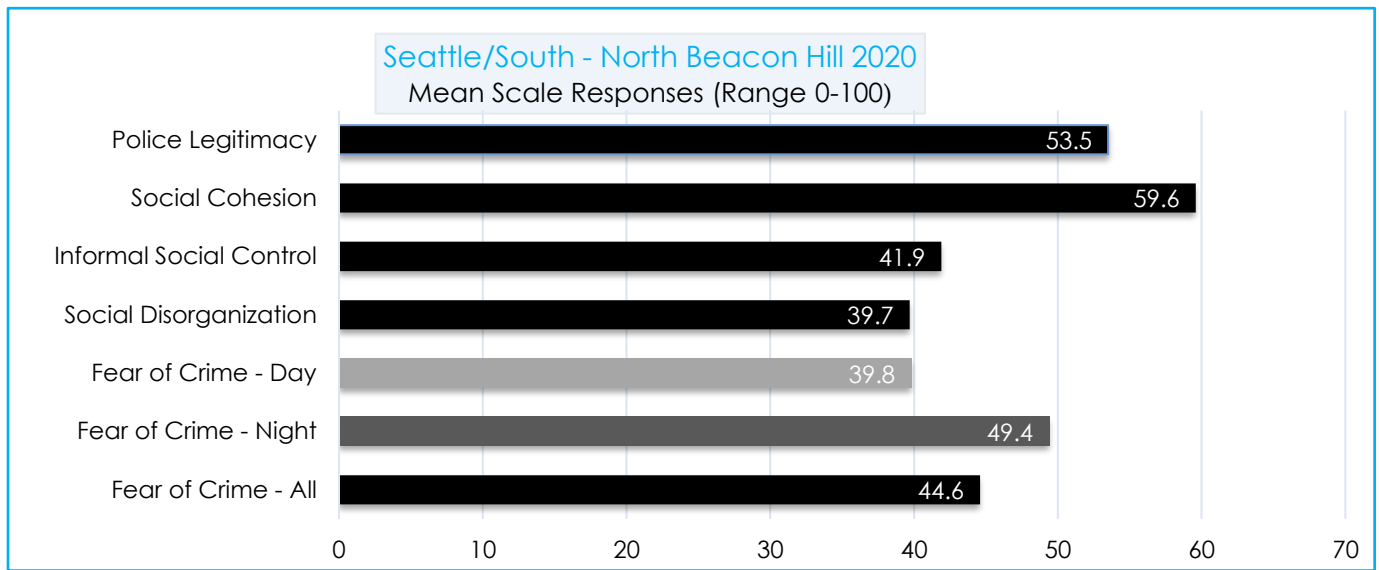 Seattle/South - North Beacon Hill 2020
Mean Scale Responses (Range 0-100)
Police Legitimacy 53.5
Social Cohesion 59.6
Informal Social Control 41.9
Social Disorganization 39.7
Fear of Crime - Day 39.8
Fear of Crime - Night 49.4
Fear of Crime - All 44.6
0 10 20 30 40 50 60 70